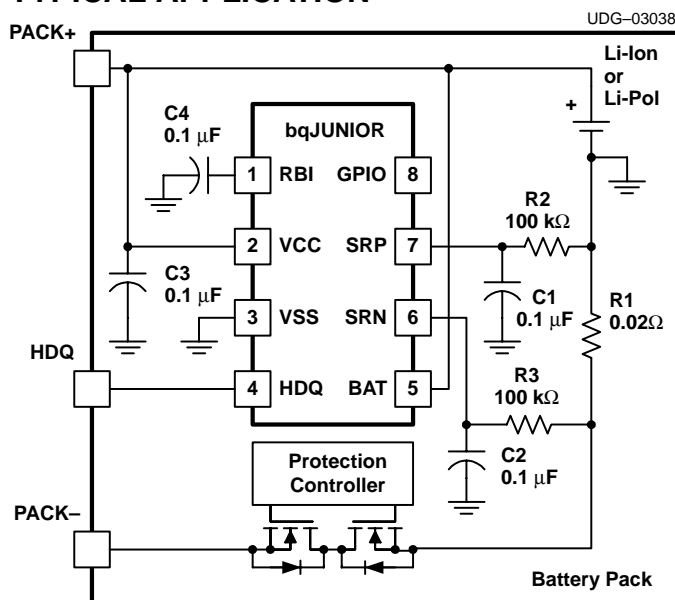 TYPICAL APPLICATION
UDG–03038
PACK+
Li-Ion
or
Li-Pol
+
C4
0.1 μF
bqJUNIOR
1 RBI GPIO 8
R2
100 kΩ
2 VCC SRP 7
C3
0.1 μF
C1
0.1 μF
R1
0.02Ω
3 VSS SRN 6
HDQ
R3
100 kΩ
4 HDQ BAT 5
C2
0.1 μF
Protection
Controller
PACK–
Battery Pack